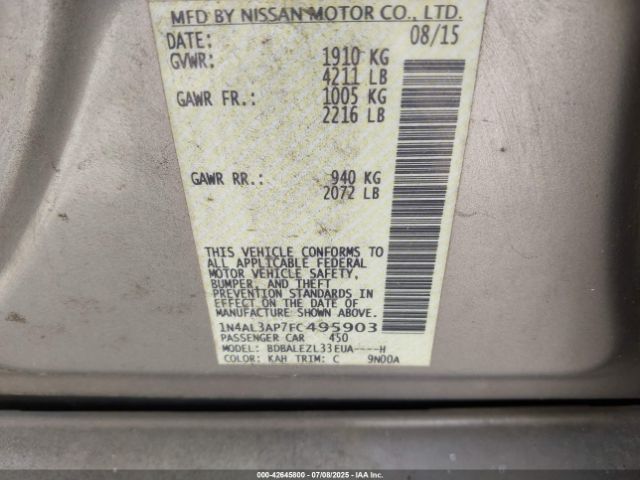 MFD BY NISSAN MOTOR CO., LTD.
DATE: 08/15
GVWR: 1910 KG
4211 LB
GAWR FR.: 1005 KG
2216 LB
GAWR RR.: 940 KG
2072 LB
THIS VEHICLE CONFORMS TO
ALL APPLICABLE FEDERAL
MOTOR VEHICLE SAFETY,
BUMPER, AND THEFT
PREVENTION STANDARDS IN
EFFECT ON THE DATE OF
MANUFACTURE SHOWN ABOVE.
1N4AL3AP7FC495903
PASSENGER CAR 450
MODEL: BDBALEZL33EUA----H
COLOR: KAH TRIM: C 9N00A
000-42645800 - 07/08/2025 - IAA INC.